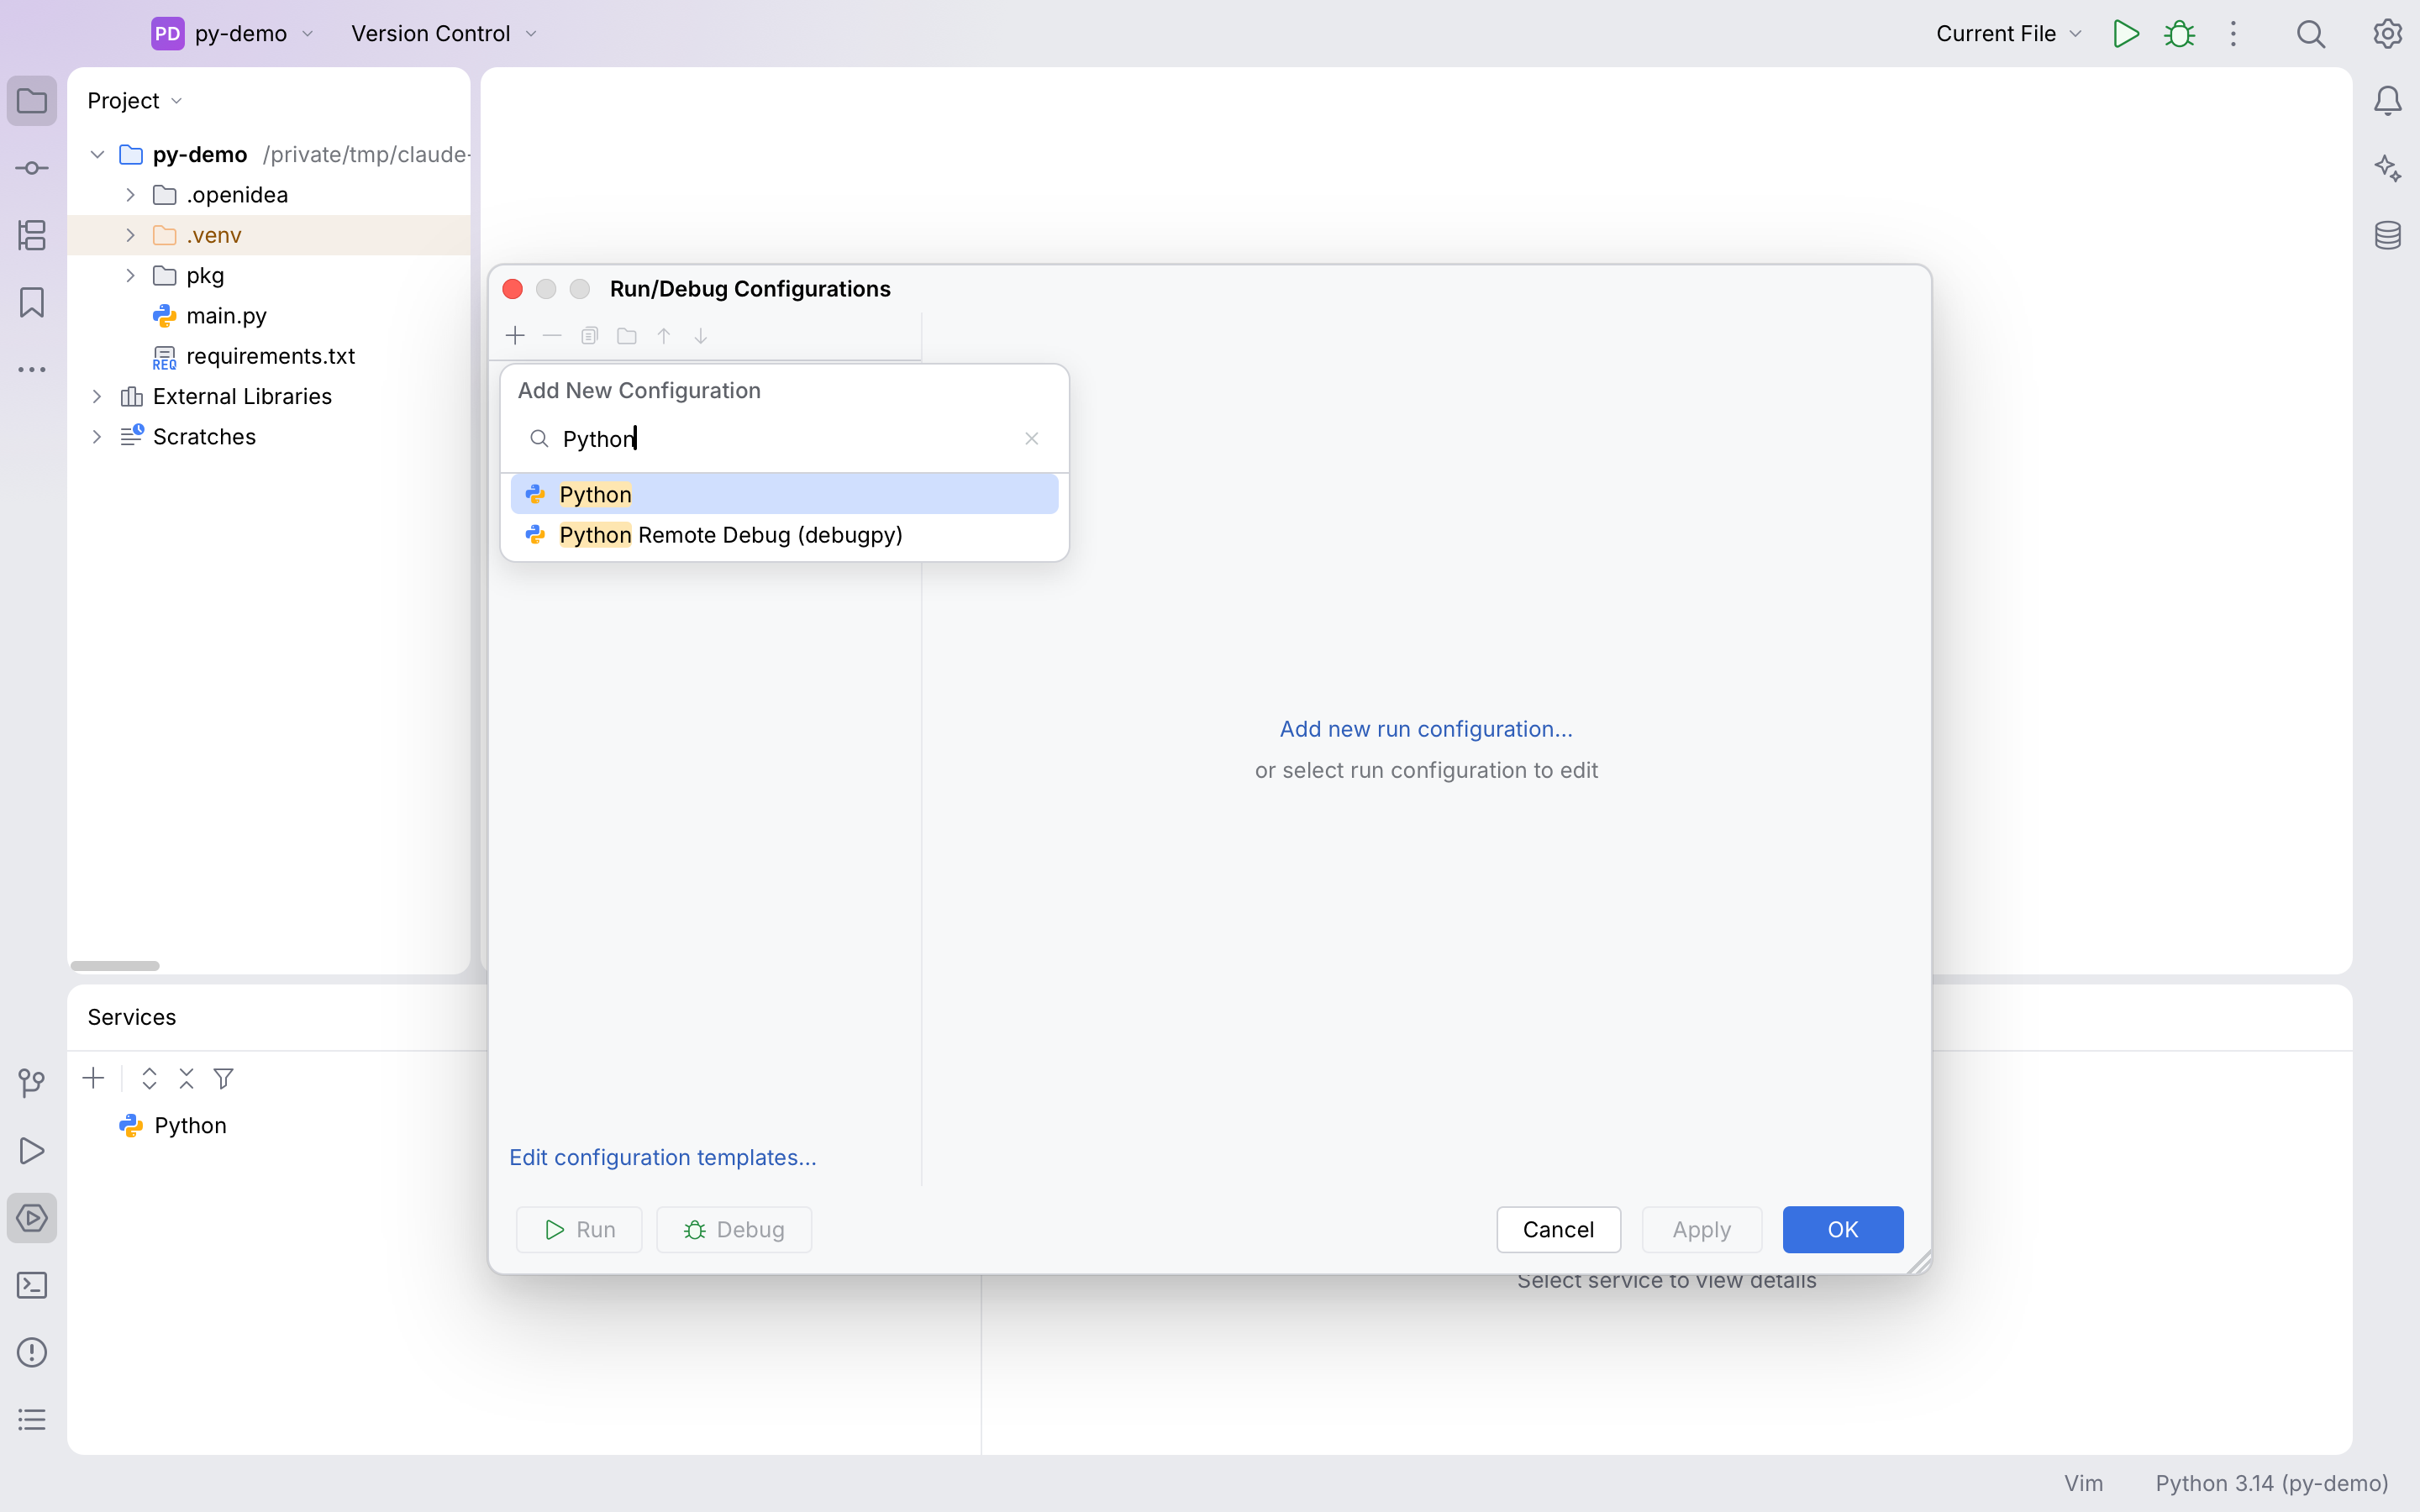 PD py-demo Version Control Current File
Project
py-demo /private/tmp/claude-
.openidea
.venv
pkg
main.py
REQ requirements.txt
External Libraries
Scratches
Run/Debug Configurations
Add New Configuration
Python
Python
Python Remote Debug (debugpy)
Add new run configuration...
or select run configuration to edit
Edit configuration templates...
Run Debug Cancel Apply OK
Services
Python
Select service to view details
Vim Python 3.14 (py-demo)